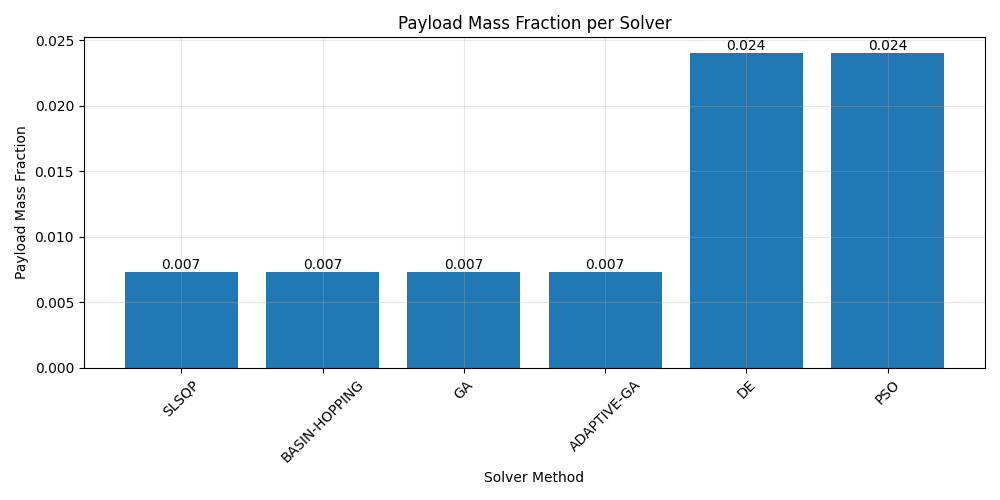 Payload Mass Fraction per Solver
0.025
0.020
0.015
0.010
0.005
0.000
Payload Mass Fraction
0.007
0.007
0.007
0.007
0.024
0.024
SLSQP
BASIN-HOPPING
GA
ADAPTIVE-GA
DE
PSO
Solver Method